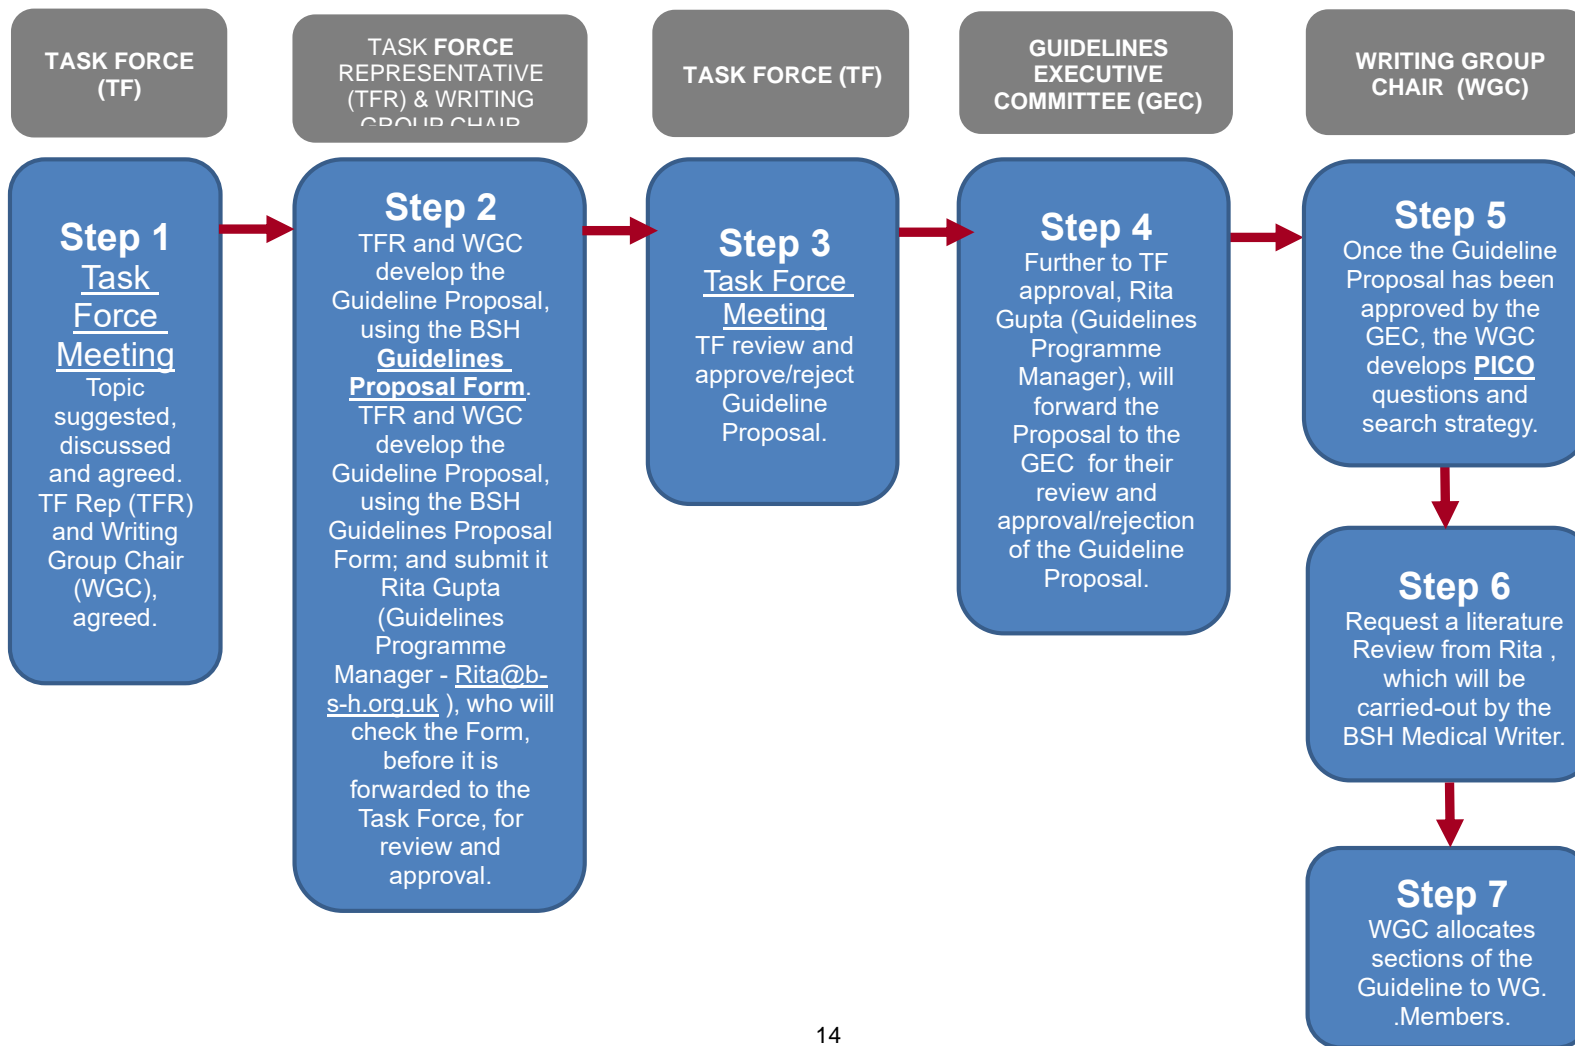 TASK FORCE
(TF)
TASK FORCE
REPRESENTATIVE
(TFR) & WRITING
GROUP CHAIR
TASK FORCE (TF)
GUIDELINES
EXECUTIVE
COMMITTEE (GEC)
WRITING GROUP
CHAIR (WGC)
Step 1
Task
Force
Meeting
Topic
suggested,
discussed
and agreed.
TF Rep (TFR)
and Writing
Group Chair
(WGC),
agreed.
Step 2
TFR and WGC
develop the
Guideline Proposal,
using the BSH
Guidelines
Proposal Form.
TFR and WGC
develop the
Guideline Proposal,
using the BSH
Guidelines Proposal
Form; and submit it
Rita Gupta
(Guidelines
Programme
Manager - Rita@b-
s-h.org.uk ), who will
check the Form,
before it is
forwarded to the
Task Force, for
review and
approval.
Step 3
Task Force
Meeting
TF review and
approve/reject
Guideline
Proposal.
Step 4
Further to TF
approval, Rita
Gupta (Guidelines
Programme
Manager), will
forward the
Proposal to the
GEC for their
review and
approval/rejection
of the Guideline
Proposal.
Step 5
Once the Guideline
Proposal has been
approved by the
GEC, the WGC
develops PICO
questions and
search strategy.
Step 6
Request a literature
Review from Rita ,
which will be
carried-out by the
BSH Medical Writer.
Step 7
WGC allocates
sections of the
Guideline to WG.
.Members.
14